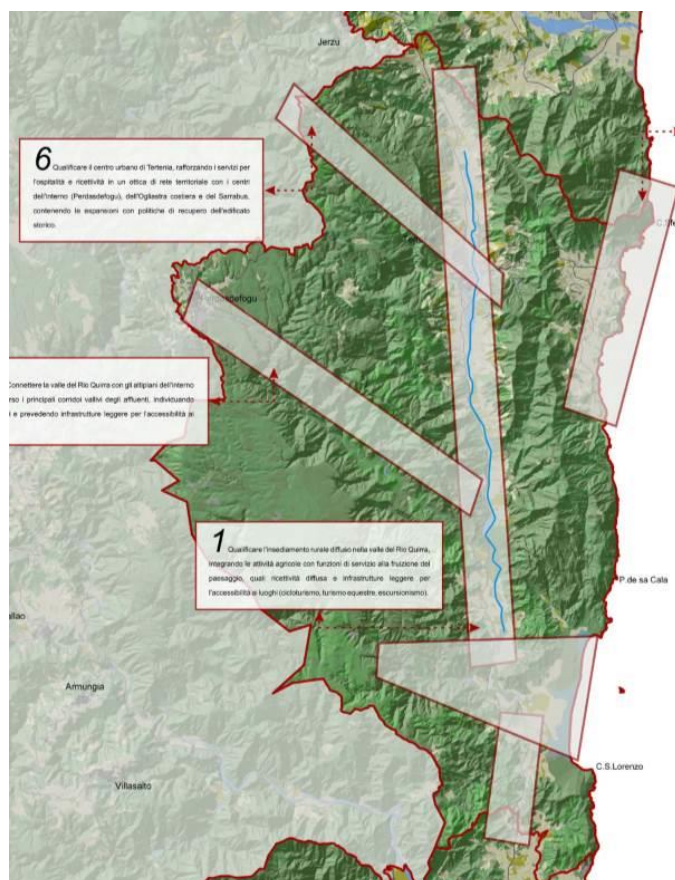 Jerzu
6 Qualificare il centro urbano di Tertenia, rafforzando i servizi per
l'ospitalità e ricettività in un ottica di rete territoriale con i centri
dell'interno (Perdasdefogu), dell'Ogliastra costiera e del Sarrabus,
contenendo le espansioni con politiche di recupero dell'edificato
storico.
Perdasdefogu
Connettere la valle del Rio Quirra con gli altipiani dell'interno
rso i principali corridoi vallivi degli affluenti, individuando
i e prevedendo infrastrutture leggere per l'accessibilità ai
1 Qualificare l'insediamento rurale diffuso nella valle del Rio Quirra,
integrando le attività agricole con funzioni di servizio alla fruizione del
paesaggio, quali ricettività diffusa e infrastrutture leggere per
l'accessibilità ai luoghi (cicloturismo, turismo equestre, escursionismo).
P.de sa Cala
allao
Armungia
C.S.Lorenzo
Villasalto